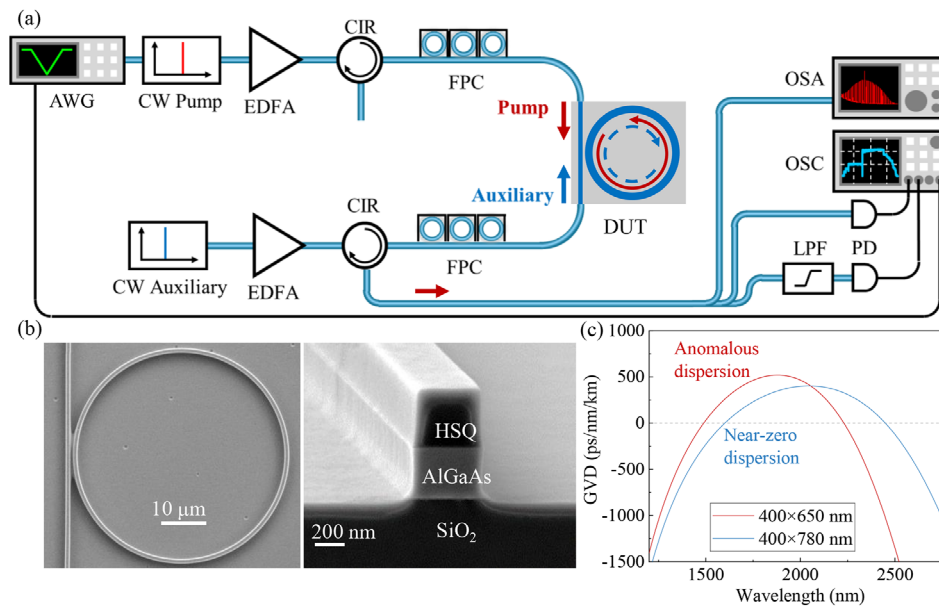 (a)
AWG
CW Pump
EDFA
CIR
FPC
Pump
Auxiliary
DUT
CW Auxiliary
EDFA
CIR
FPC
OSA
OSC
LPF
PD
(b)
10 μm
HSQ
AlGaAs
SiO2
200 nm
(c)
1000
500
0
-500
-1000
-1500
GVD (ps/nm/km)
Anomalous
dispersion
Near-zero
dispersion
400×650 nm
400×780 nm
1500
2000
2500
Wavelength (nm)